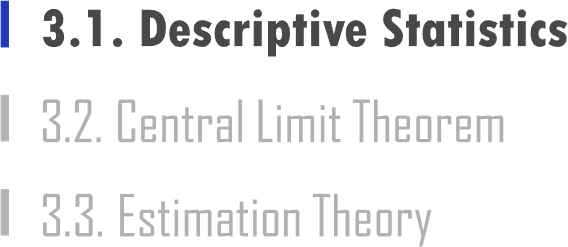 3.1. Descriptive Statistics
3.2. Central Limit Theorem
3.3. Estimation Theory